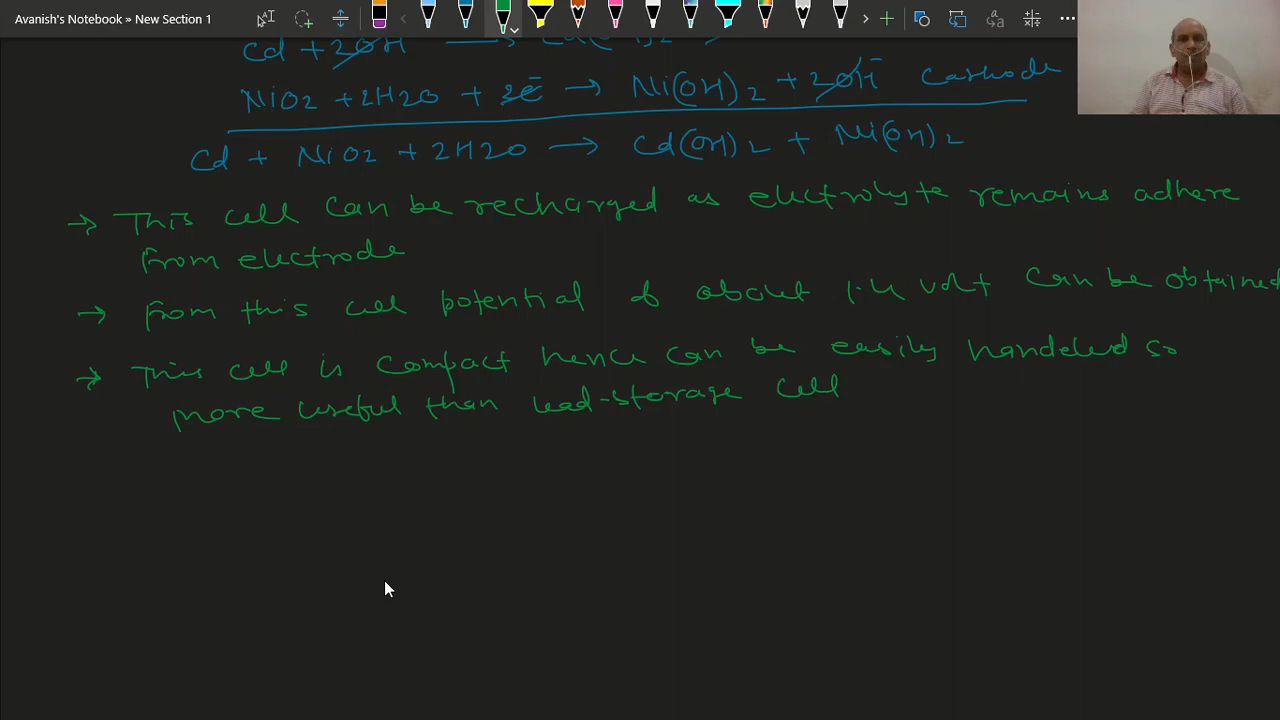 Avanish's Notebook » New Section 1
Cd + 2OH
NiO2 + 2H2O + 2e̅ → Ni(OH)2 + 2OH̅ Cathode
Cd + NiO2 + 2H2O → Cd(OH)2 + Ni(OH)2
→ This cell can be recharged as electrolyte remains adhere
from electrode
→ from this cell potential of about 1.4 volt can be obtained
→ This cell is compact hence can be easily handeled so
more useful than lead-storage cell